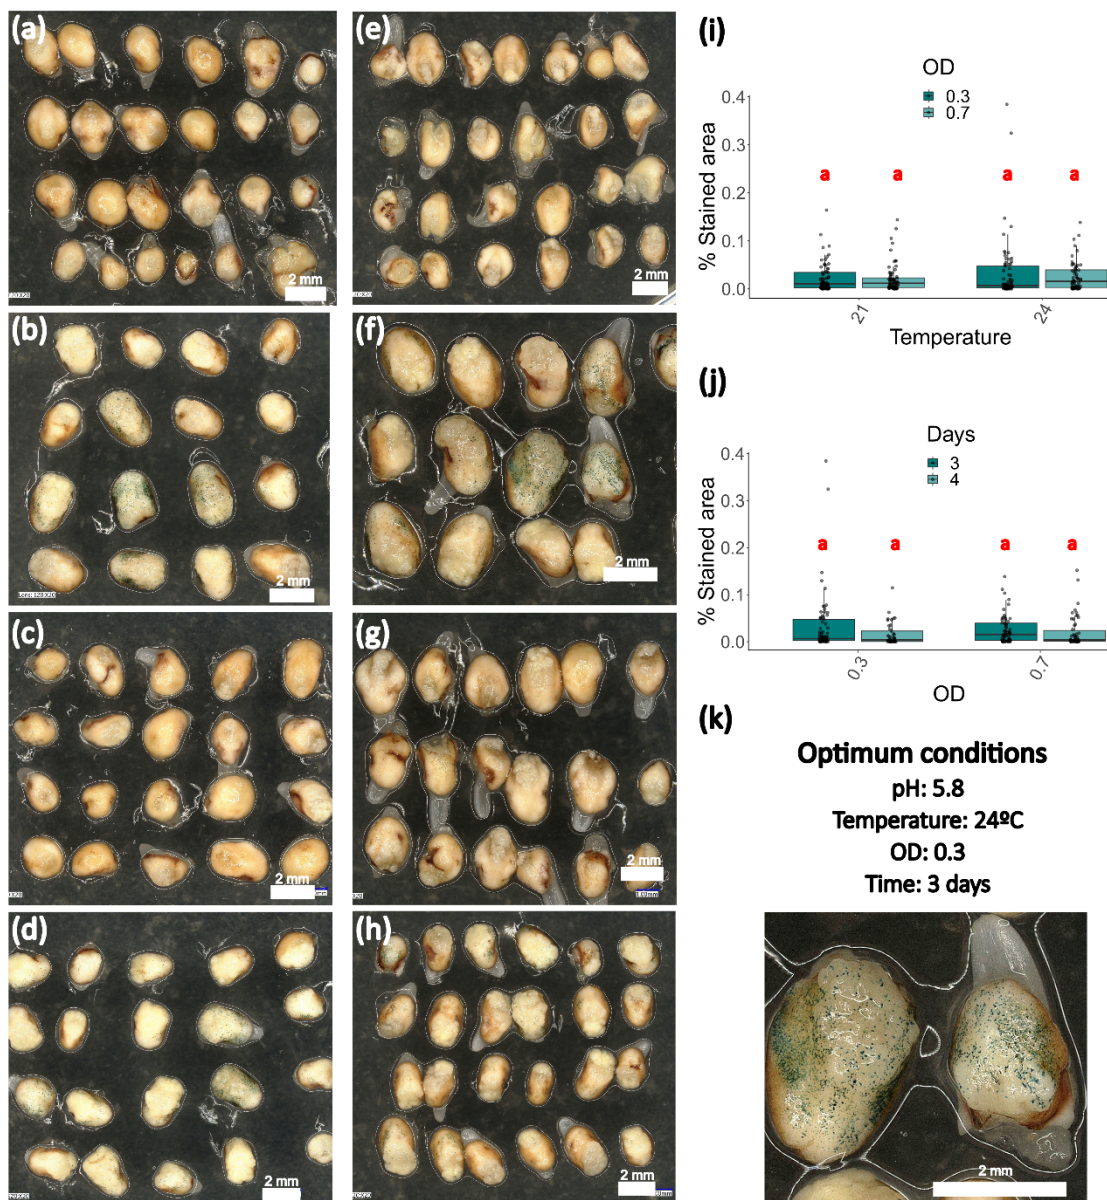 (a)
2 mm
(b)
2 mm
(c)
2 mm
(d)
2 mm
(e)
2 mm
(f)
2 mm
(g)
2 mm
(h)
2 mm
(i)
OD
0.3
0.7
% Stained area
0.4
0.3
0.2
0.1
0.0
a a a a
21 24
Temperature
(j)
Days
3
4
% Stained area
0.4
0.3
0.2
0.1
0.0
a a a a
0.3 0.7
OD
(k)
Optimum conditions
pH: 5.8
Temperature: 24ºC
OD: 0.3
Time: 3 days
2 mm